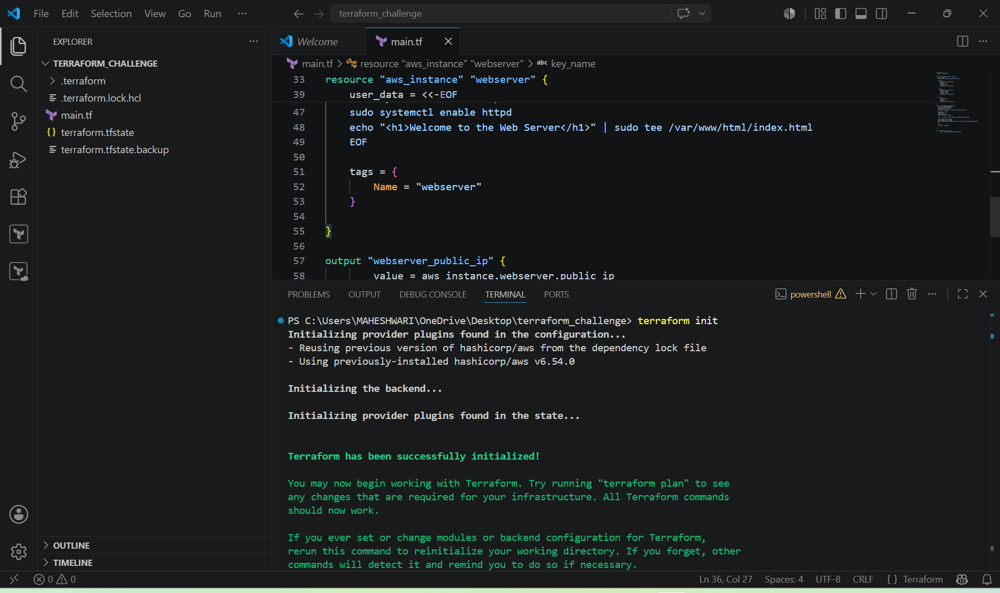 File Edit Selection View Go Run ··· terraform_challenge
EXPLORER ···
TERRAFORM_CHALLENGE
.terraform
.terraform.lock.hcl
main.tf
terraform.tfstate
terraform.tfstate.backup
OUTLINE
TIMELINE
Welcome main.tf
main.tf > resource "aws_instance" "webserver" > abc key_name
33 resource "aws_instance" "webserver" {
39 user_data = <<-EOF
47 sudo systemctl enable httpd
48 echo "<h1>Welcome to the Web Server</h1>" | sudo tee /var/www/html/index.html
49 EOF
50
51 tags = {
52 Name = "webserver"
53 }
54
55 }
56
57 output "webserver_public_ip" {
58 value = aws_instance.webserver.public_ip
PROBLEMS OUTPUT DEBUG CONSOLE TERMINAL PORTS powershell
PS C:\Users\MAHESHWARI\OneDrive\Desktop\terraform_challenge> terraform init
Initializing provider plugins found in the configuration...
- Reusing previous version of hashicorp/aws from the dependency lock file
- Using previously-installed hashicorp/aws v6.54.0
Initializing the backend...
Initializing provider plugins found in the state...
Terraform has been successfully initialized!
You may now begin working with Terraform. Try running "terraform plan" to see
any changes that are required for your infrastructure. All Terraform commands
should now work.
If you ever set or change modules or backend configuration for Terraform,
rerun this command to reinitialize your working directory. If you forget, other
commands will detect it and remind you to do so if necessary.
0 0 Ln 36, Col 27 Spaces: 4 UTF-8 CRLF {} Terraform